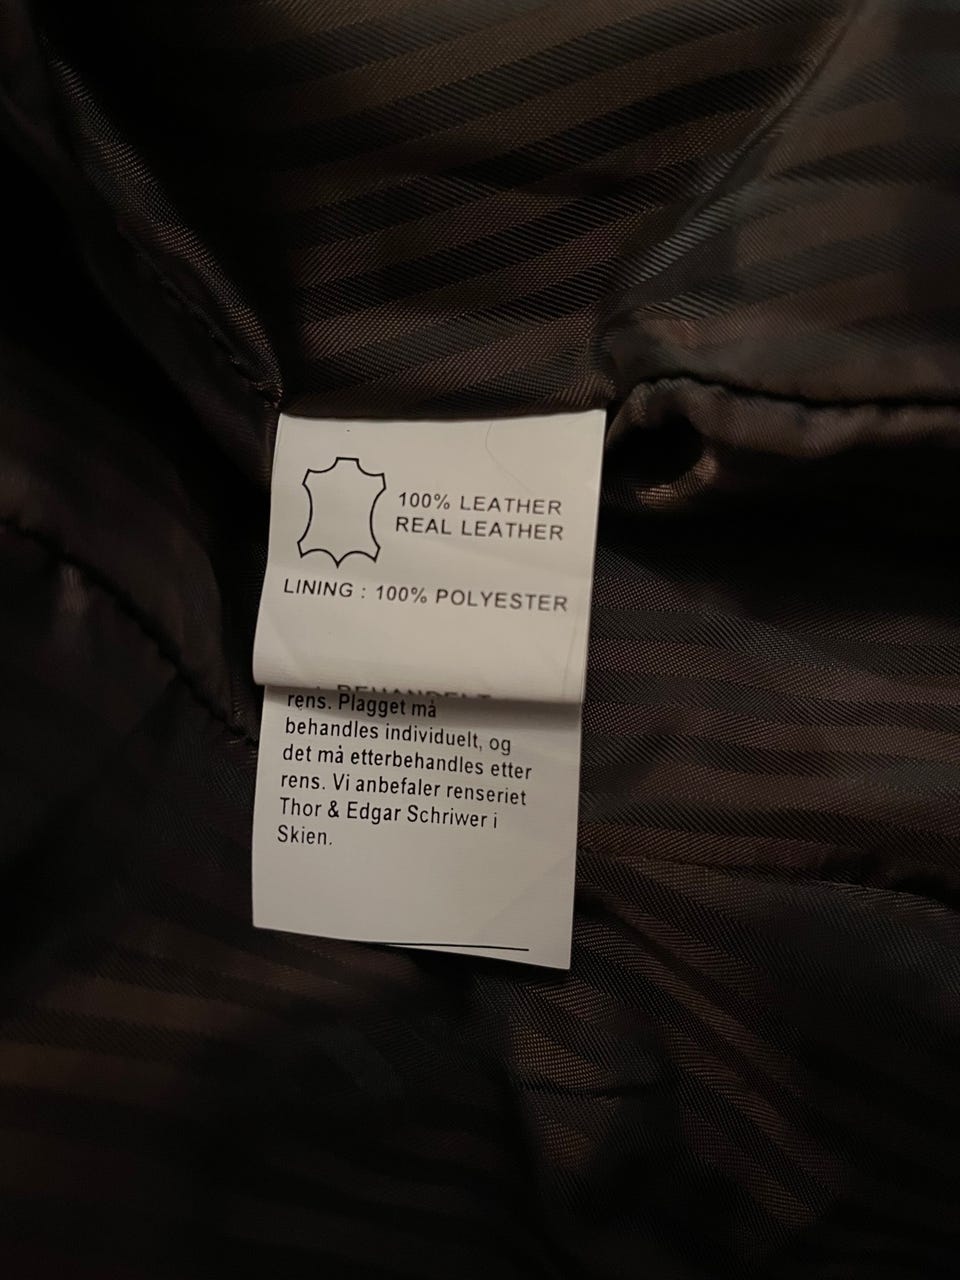 100% LEATHER
REAL LEATHER
LINING : 100% POLYESTER
BEHANDELT
rens. Plagget må
behandles individuelt, og
det må etterbehandles etter
rens. Vi anbefaler renseriet
Thor & Edgar Schriwer i
Skien.